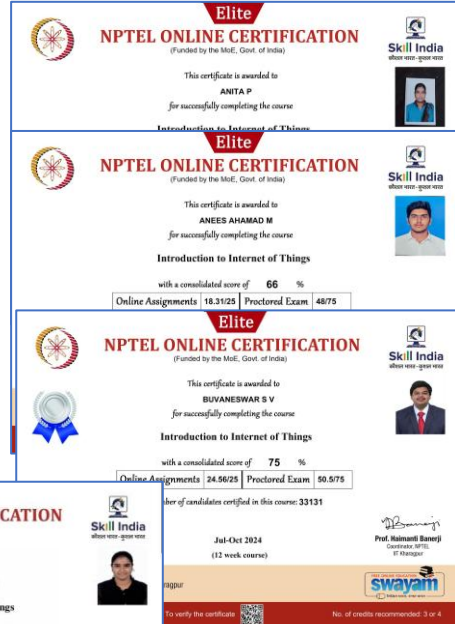 Elite
NPTEL ONLINE CERTIFICATION
(Funded by the MoE, Govt. of India)
Skill India
कौशल भारत-कुशल भारत
This certificate is awarded to
ANITA P
for successfully completing the course
Introduction to Internet of Things
Elite
NPTEL ONLINE CERTIFICATION
(Funded by the MoE, Govt. of India)
Skill India
कौशल भारत-कुशल भारत
This certificate is awarded to
ANEES AHAMAD M
for successfully completing the course
Introduction to Internet of Things
with a consolidated score of 66 %
Online Assignments 18.31/25 Proctored Exam 48/75
Elite
NPTEL ONLINE CERTIFICATION
(Funded by the MoE, Govt. of India)
Skill India
कौशल भारत-कुशल भारत
This certificate is awarded to
BUVANESWAR S V
for successfully completing the course
Introduction to Internet of Things
with a consolidated score of 75 %
Online Assignments 24.56/25 Proctored Exam 50.5/75
ber of candidates certified in this course: 33131
Jul-Oct 2024
(12 week course)
Prof. Haimanti Banerji
Coordinator, NPTEL
IIT Kharagpur
ragpur
swayam
To verify the certificate
No. of credits recommended: 3 or 4
CATION
Skill India
कौशल भारत-कुशल भारत
ngs